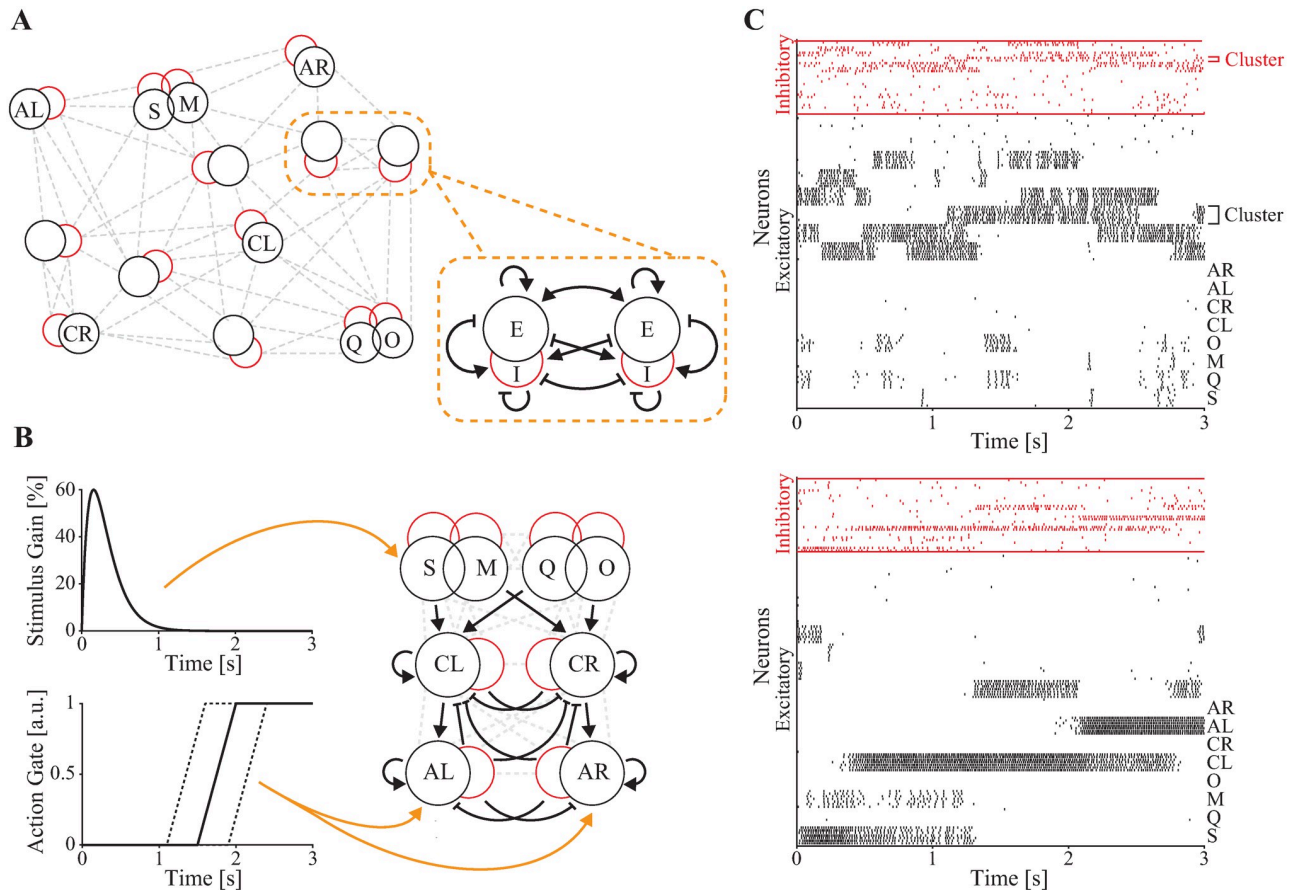 A
AR
AL
S
M
CL
CR
Q
O
E
E
I
I
B
Stimulus Gain [%]
60
40
20
0
0
1
2
3
Time [s]
Action Gate [a.u.]
1
0.5
0
0
1
2
3
Time [s]
S
M
Q
O
CL
CR
AL
AR
C
Inhibitory
Cluster
Neurons
Excitatory
Cluster
AR
AL
CR
CL
O
M
Q
S
0
1
2
3
Time [s]
Inhibitory
Neurons
Excitatory
AR
AL
CR
CL
O
M
Q
S
0
1
2
3
Time [s]